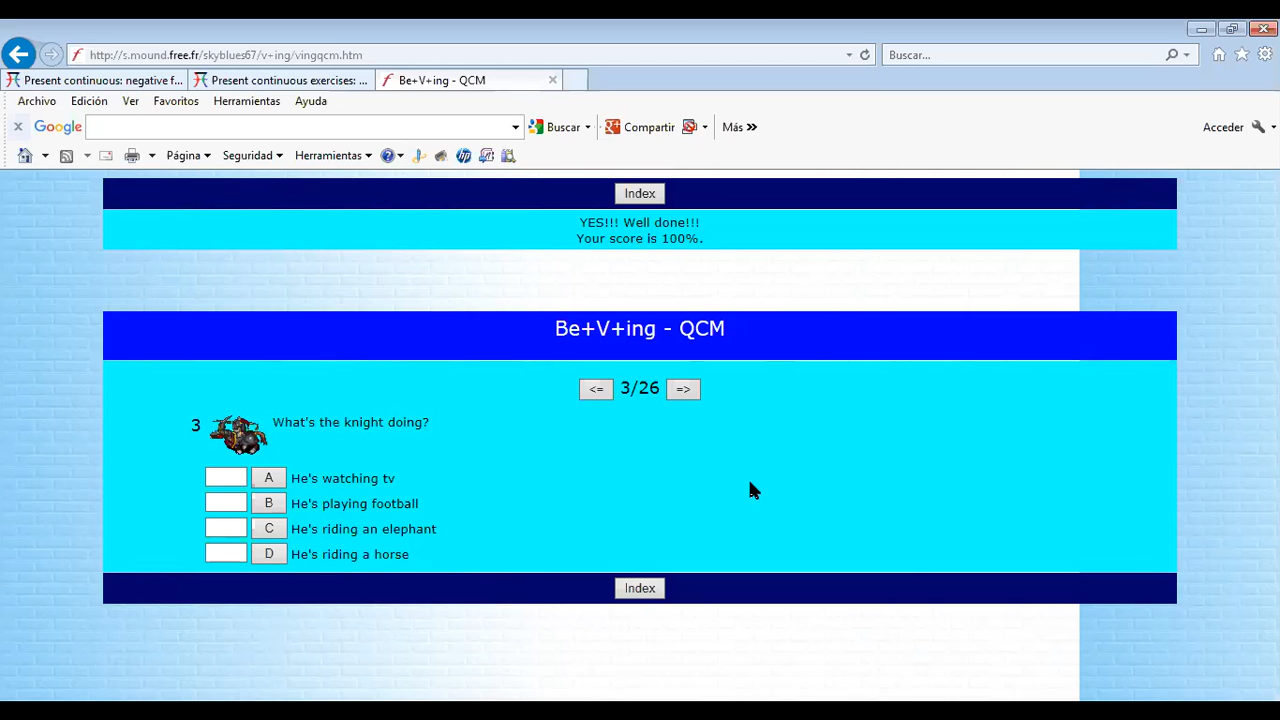 http://s.mound.free.fr/skyblues67/v+ing/vingqcm.htm
Buscar...
Present continuous: negative f...
Present continuous exercises: ...
Be+V+ing - QCM
Archivo Edición Ver Favoritos Herramientas Ayuda
x Google Buscar Compartir Más » Acceder
Página Seguridad Herramientas
Index
YES!!! Well done!!!
Your score is 100%.
Be+V+ing - QCM
<= 3/26 =>
3 What's the knight doing?
A He's watching tv
B He's playing football
C He's riding an elephant
D He's riding a horse
Index